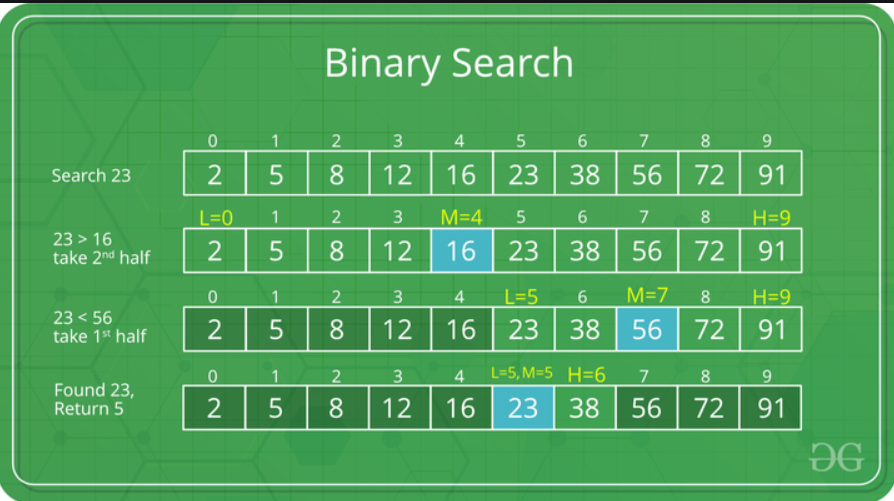 Binary Search
0 1 2 3 4 5 6 7 8 9
Search 23 2 5 8 12 16 23 38 56 72 91
L=0 1 2 3 M=4 5 6 7 8 H=9
23 > 16
take 2nd half 2 5 8 12 16 23 38 56 72 91
0 1 2 3 4 L=5 6 M=7 8 H=9
23 < 56
take 1st half 2 5 8 12 16 23 38 56 72 91
0 1 2 3 4 L=5, M=5 H=6 7 8 9
Found 23,
Return 5 2 5 8 12 16 23 38 56 72 91